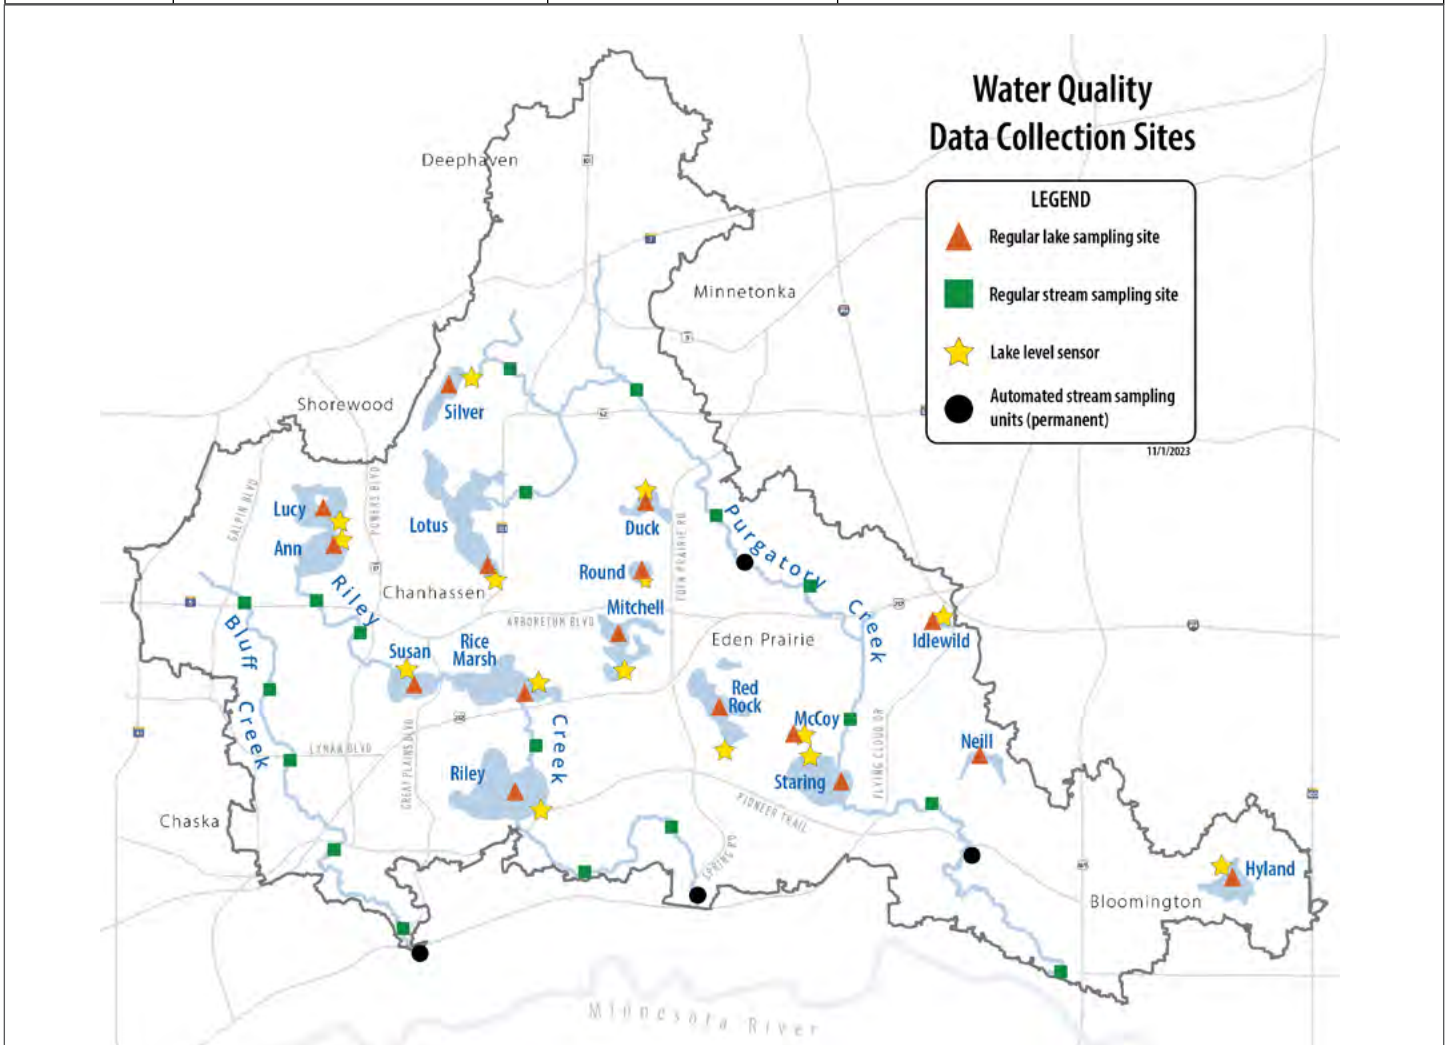 Water Quality
Data Collection Sites
LEGEND
Regular lake sampling site
Regular stream sampling site
Lake level sensor
Automated stream sampling
units (permanent)
11/1/2023
Deephaven
Minnetonka
Shorewood
Silver
GALPIN BLVD
POWERS BLVD
Lucy
Ann
Lotus
Duck
EDEN PRAIRIE RD
Purgatory
Creek
Round
Riley
Chanhassen
Mitchell
ARBORETUM BLVD
Eden Prairie
Idlewild
Bluff
Creek
Susan
Rice
Marsh
Red
Rock
McCoy
Creek
Neill
LYMAN BLVD
GREAT PLAINS BLVD
Riley
Staring
FLYING CLOUD DR
PIONEER TRAIL
Chaska
SPRING RD
Hyland
Bloomington
Minnesota River